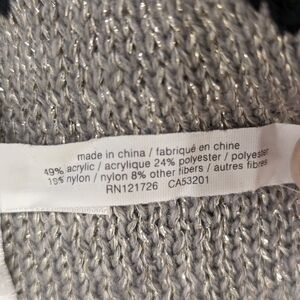 made in china / fabriqué en chine
49% acrylic / acrylique 24% polyester / polyester
19% nylon / nylon 8% other fibers / autres fibres
RN121726 CA53201